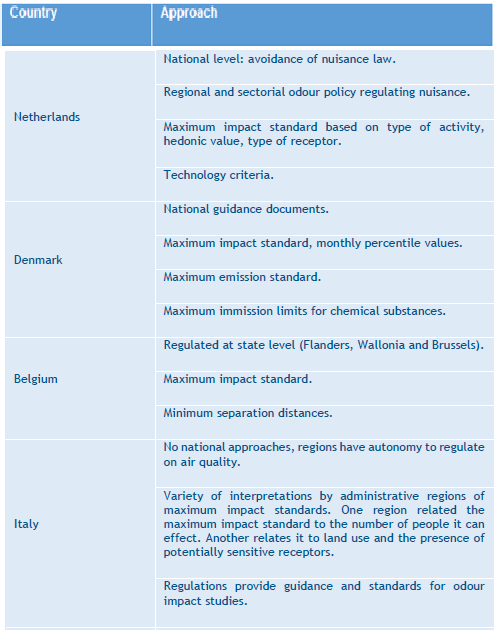 Country Approach
National level: avoidance of nuisance law.
Regional and sectorial odour policy regulating nuisance.
Netherlands
Maximum impact standard based on type of activity,
hedonic value, type of receptor.
Technology criteria.
National guidance documents.
Maximum impact standard, monthly percentile values.
Denmark
Maximum emission standard.
Maximum immission limits for chemical substances.
Regulated at state level (Flanders, Wallonia and Brussels).
Belgium
Maximum impact standard.
Minimum separation distances.
No national approaches, regions have autonomy to regulate
on air quality.
Variety of interpretations by administrative regions of
maximum impact standards. One region related the
maximum impact standard to the number of people it can
Italy
effect. Another relates it to land use and the presence of
potentially sensitive receptors.
Regulations provide guidance and standards for odour
impact studies.